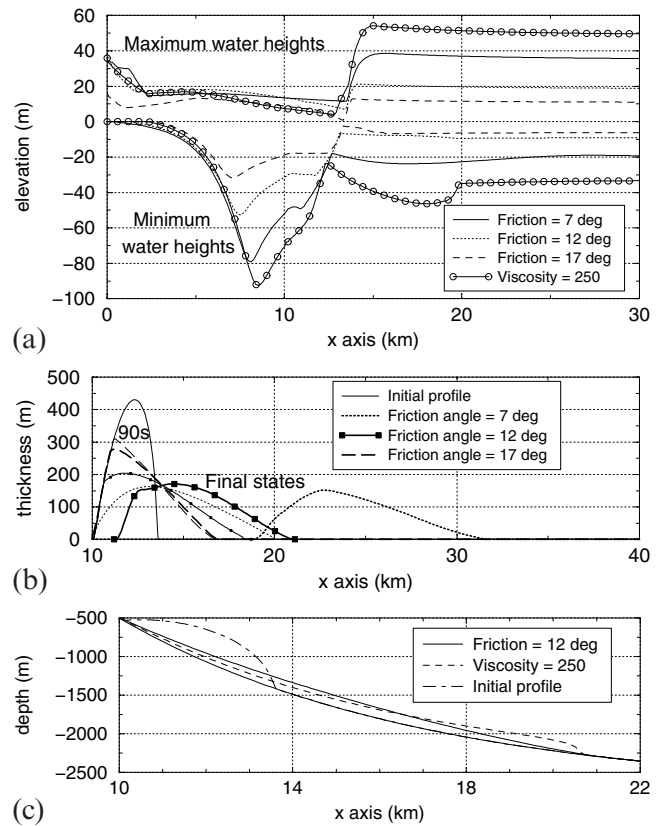 60
40
20
0
−20
−40
−60
−80
−100
elevation (m)
Maximum water heights
Minimum
water heights
Friction = 7 deg
Friction = 12 deg
Friction = 17 deg
Viscosity = 250
0 10 20 30
x axis (km)
(a)
500
400
300
200
100
0
thickness (m)
90s
Final states
Initial profile
Friction angle = 7 deg
Friction angle = 12 deg
Friction angle = 17 deg
10 20 30 40
x axis (km)
(b)
−500
−1000
−1500
−2000
−2500
depth (m)
Friction = 12 deg
Viscosity = 250
Initial profile
10 12 14 16 18 20 22
x axis (km)
(c)